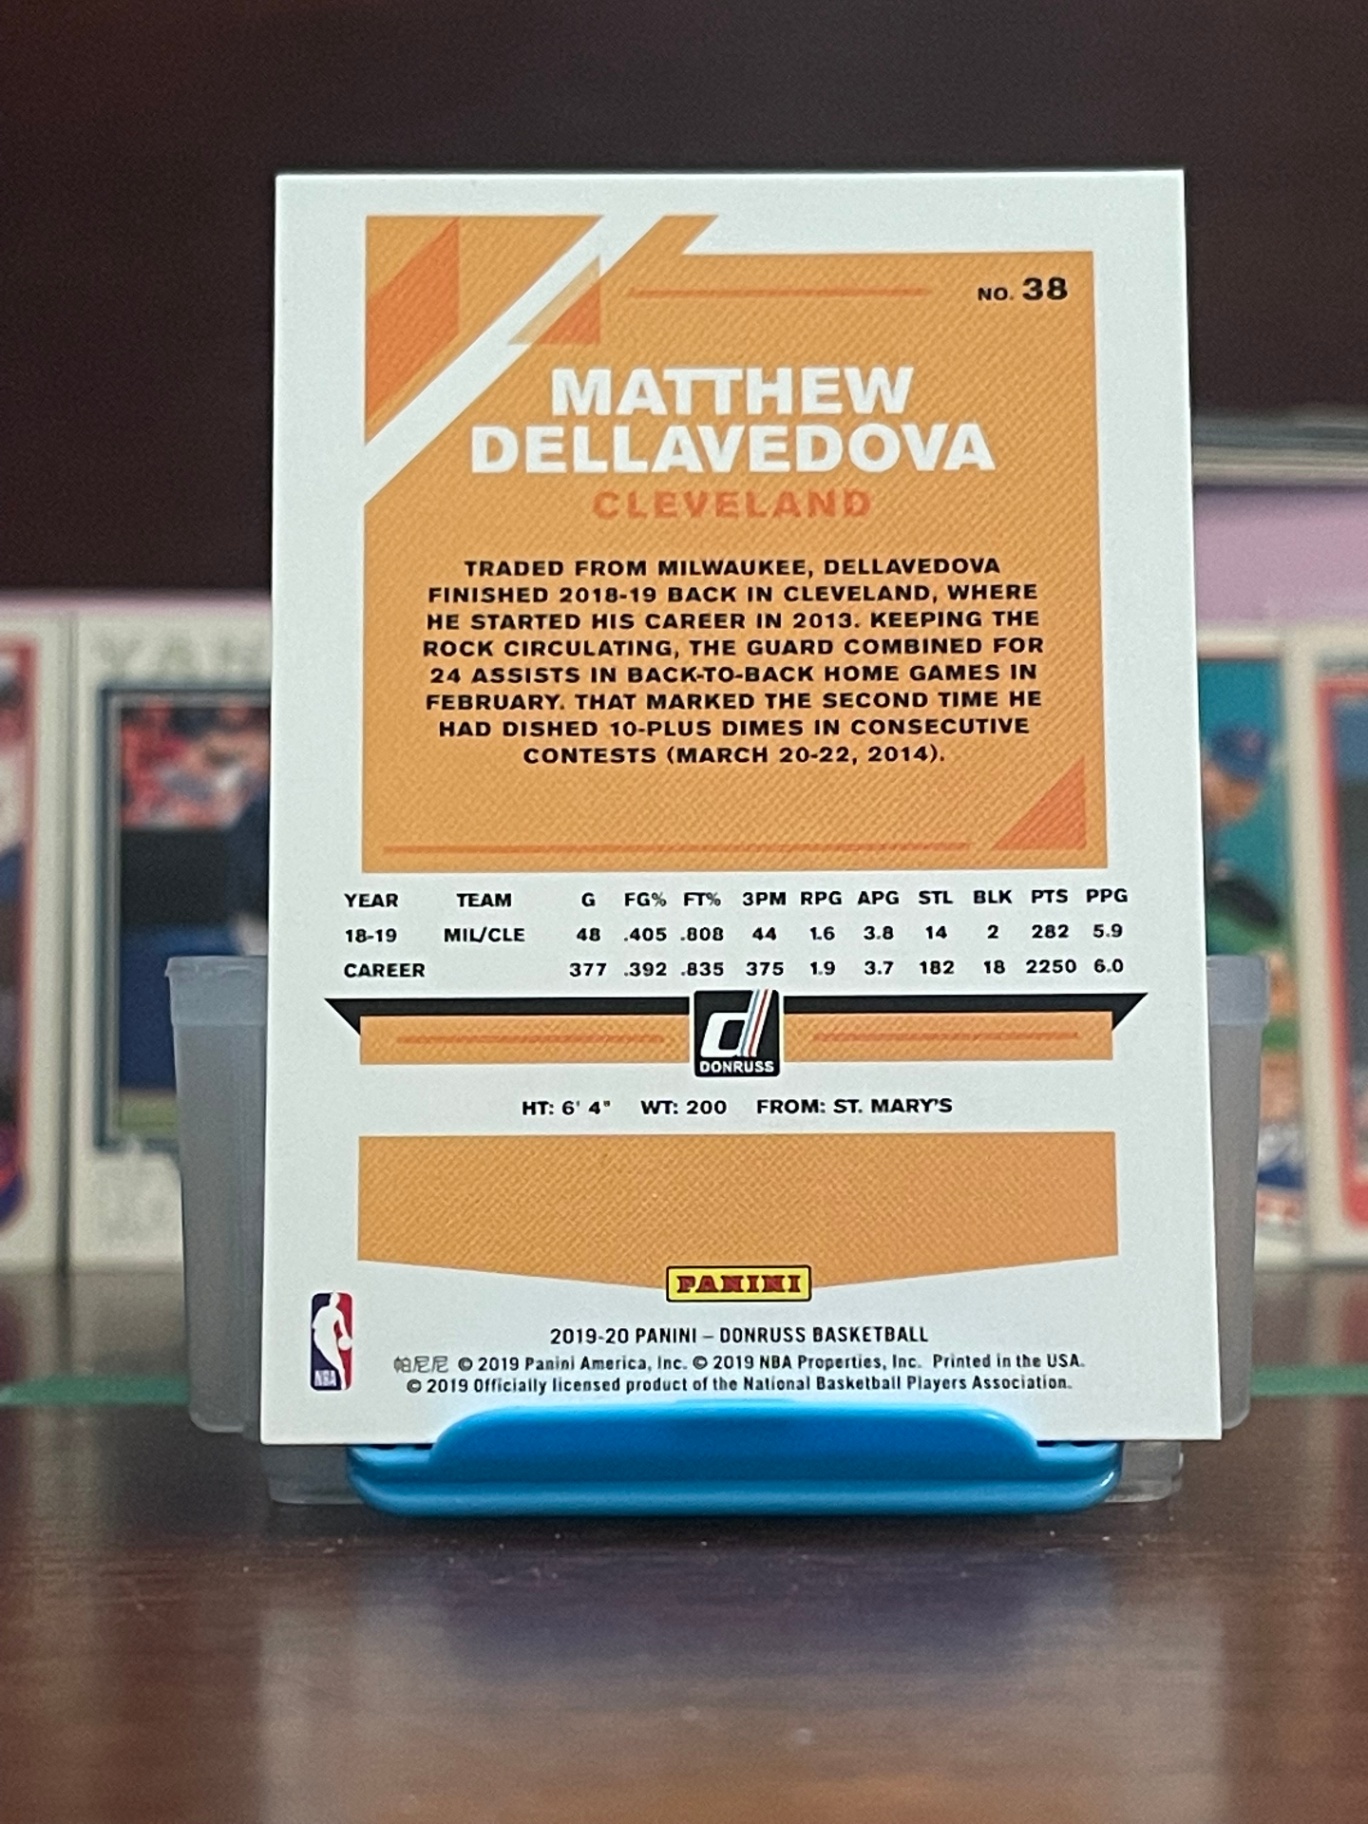 NO. 38
MATTHEW
DELLAVEDOVA
CLEVELAND
TRADED FROM MILWAUKEE, DELLAVEDOVA
FINISHED 2018-19 BACK IN CLEVELAND, WHERE
HE STARTED HIS CAREER IN 2013. KEEPING THE
ROCK CIRCULATING, THE GUARD COMBINED FOR
24 ASSISTS IN BACK-TO-BACK HOME GAMES IN
FEBRUARY. THAT MARKED THE SECOND TIME HE
HAD DISHED 10-PLUS DIMES IN CONSECUTIVE
CONTESTS (MARCH 20-22, 2014).
YEAR TEAM G FG% FT% 3PM RPG APG STL BLK PTS PPG
18-19 MIL/CLE 48 .405 .808 44 1.6 3.8 14 2 282 5.9
CAREER 377 .392 .835 375 1.9 3.7 182 18 2250 6.0
d
DONRUSS
HT: 6' 4" WT: 200 FROM: ST. MARY'S
PANINI
NBA
2019-20 PANINI – DONRUSS BASKETBALL
帕尼尼 © 2019 Panini America, Inc. © 2019 NBA Properties, Inc. Printed in the USA.
© 2019 Officially licensed product of the National Basketball Players Association.